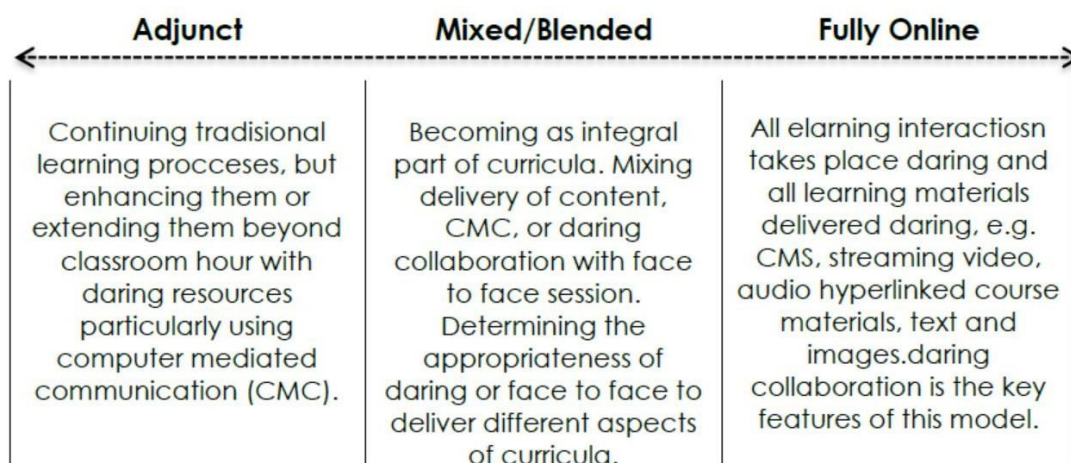 Adjunct
Mixed/Blended
Fully Online
Continuing tradisional
learning procceses, but
enhancing them or
extending them beyond
classroom hour with
daring resources
particularly using
computer mediated
communication (CMC).
Becoming as integral
part of curricula. Mixing
delivery of content,
CMC, or daring
collaboration with face
to face session.
Determining the
appropriateness of
daring or face to face to
deliver different aspects
of curricula.
All elarning interactiosn
takes place daring and
all learning materials
delivered daring, e.g.
CMS, streaming video,
audio hyperlinked course
materials, text and
images.daring
collaboration is the key
features of this model.